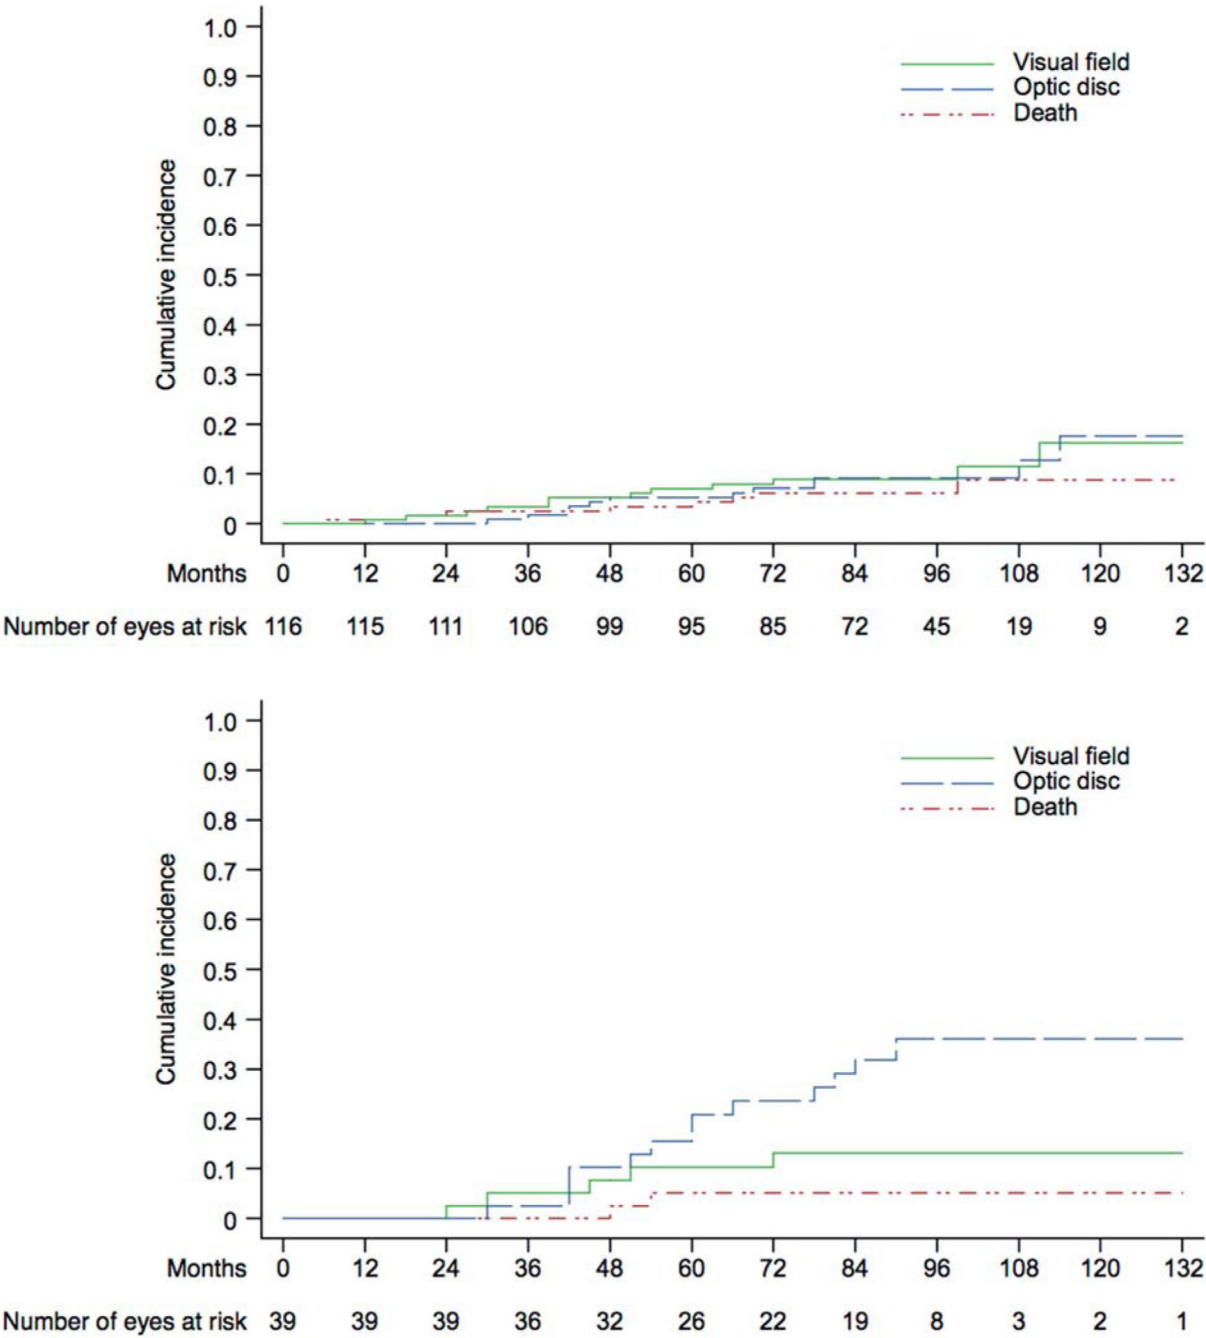 1.0
0.9
0.8
0.7
0.6
0.5
0.4
0.3
0.2
0.1
0
Cumulative incidence
Visual field
Optic disc
Death
Months 0 12 24 36 48 60 72 84 96 108 120 132
Number of eyes at risk 116 115 111 106 99 95 85 72 45 19 9 2
1.0
0.9
0.8
0.7
0.6
0.5
0.4
0.3
0.2
0.1
0
Cumulative incidence
Visual field
Optic disc
Death
Months 0 12 24 36 48 60 72 84 96 108 120 132
Number of eyes at risk 39 39 39 36 32 26 22 19 8 3 2 1